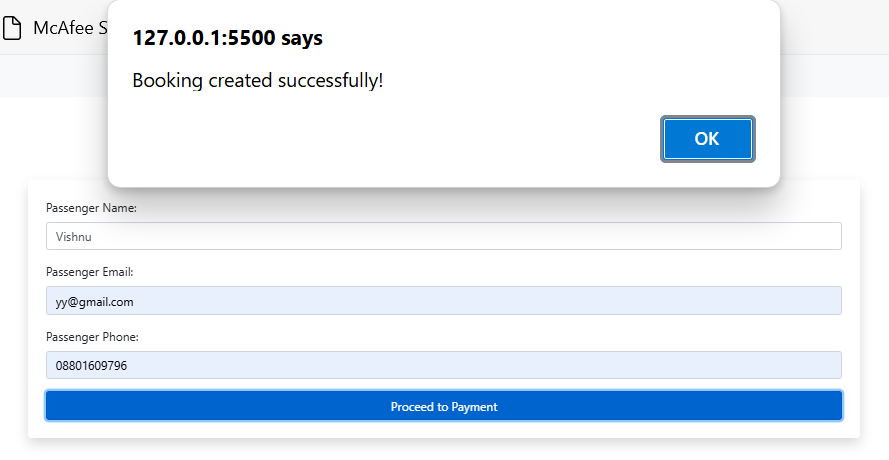 McAfee S
127.0.0.1:5500 says
Booking created successfully!
OK
Passenger Name:
Vishnu
Passenger Email:
yy@gmail.com
Passenger Phone:
08801609796
Proceed to Payment